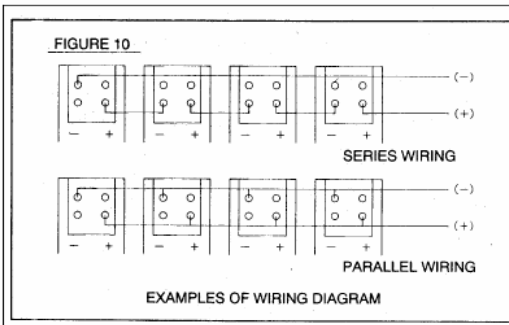 FIGURE 10
(−)
(+)
− + − + − + − +
SERIES WIRING
(−)
(+)
− + − + − + − +
PARALLEL WIRING
EXAMPLES OF WIRING DIAGRAM